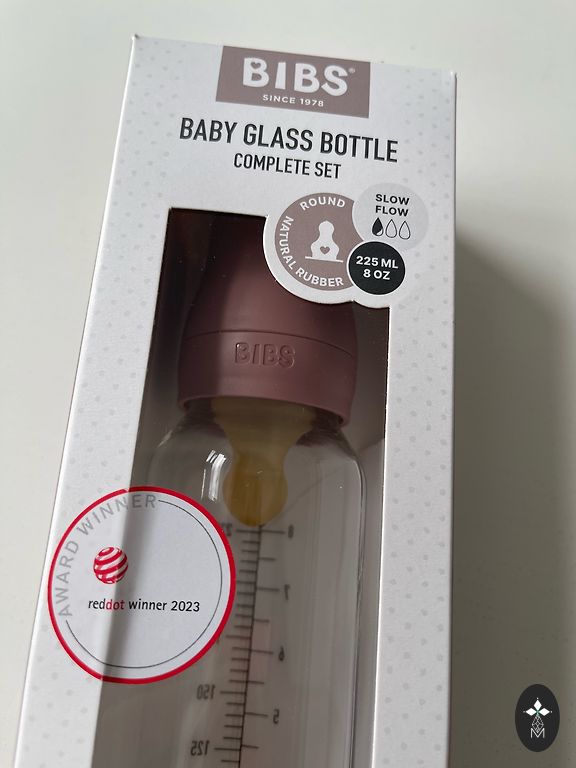 BIBS®
SINCE 1978
BABY GLASS BOTTLE
COMPLETE SET
ROUND
NATURAL RUBBER
SLOW
FLOW
225 ML
8 OZ
BIBS
AWARD WINNER
reddot winner 2023
8
7
6
150
5
125